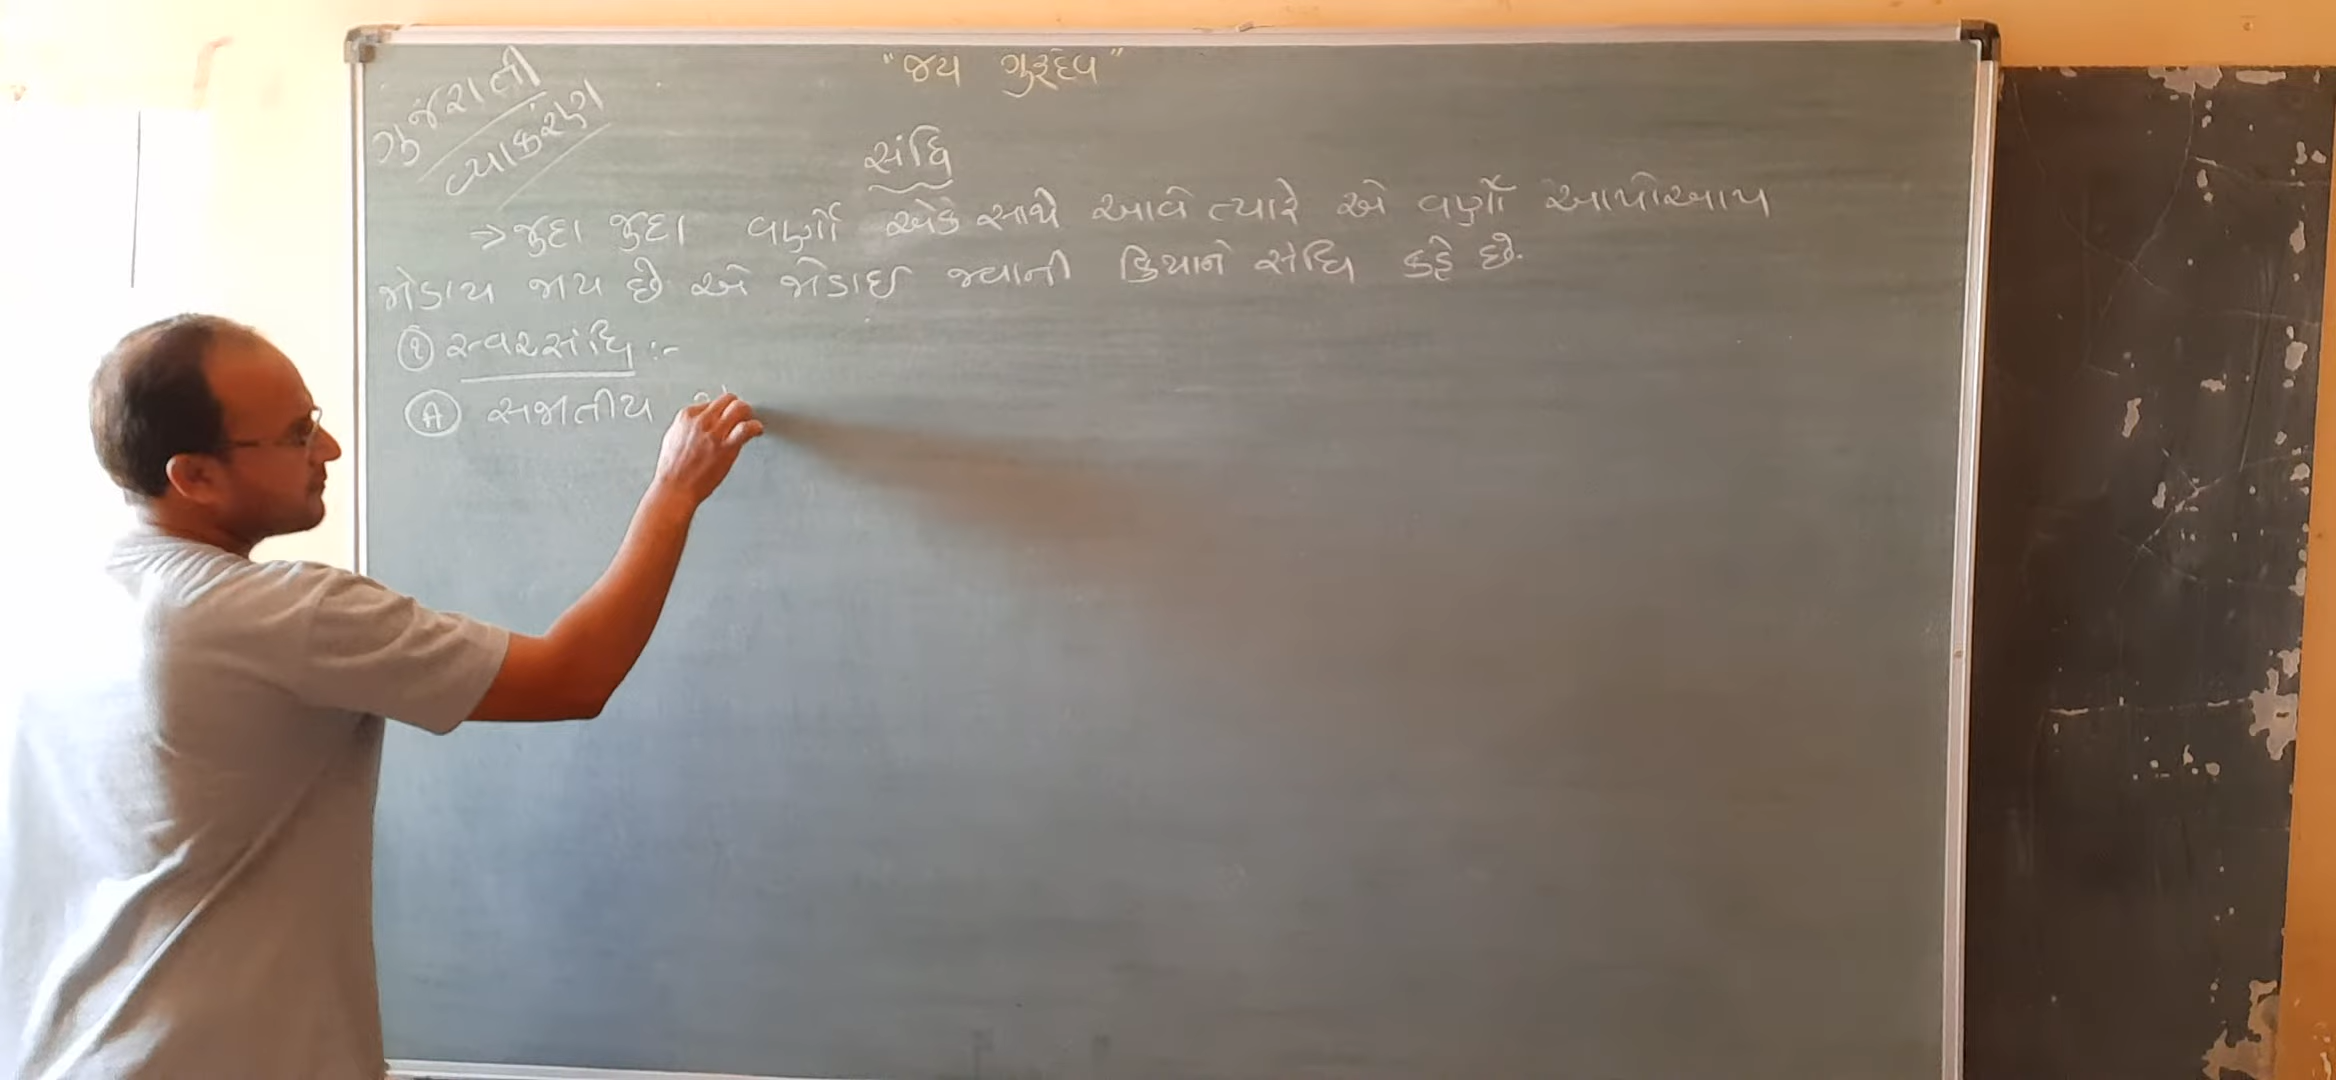 "જય ગુરુદેવ"
ગુજરાતી
વ્યાકરણ
સંધિ
⇒ જુદા જુદા વર્ણો એક સાથે આવે ત્યારે એ વર્ણો આપોઆપ
જોડાય જાય છે એ જોડાઈ જવાની ક્રિયાને સંધિ કહે છે.
૧ સ્વરસંધિ :-
A સજાતીય